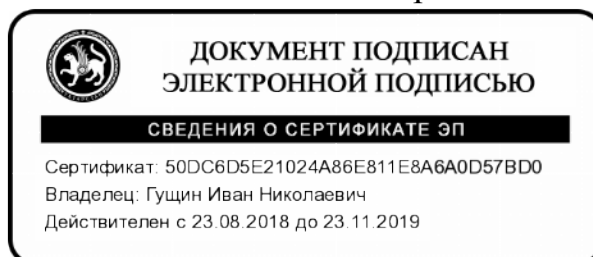 ДОКУМЕНТ ПОДПИСАН
ЭЛЕКТРОННОЙ ПОДПИСЬЮ
СВЕДЕНИЯ О СЕРТИФИКАТЕ ЭП
Сертификат: 50DC6D5E21024A86E811E8A6A0D57BD0
Владелец: Гущин Иван Николаевич
Действителен с 23.08.2018 до 23.11.2019